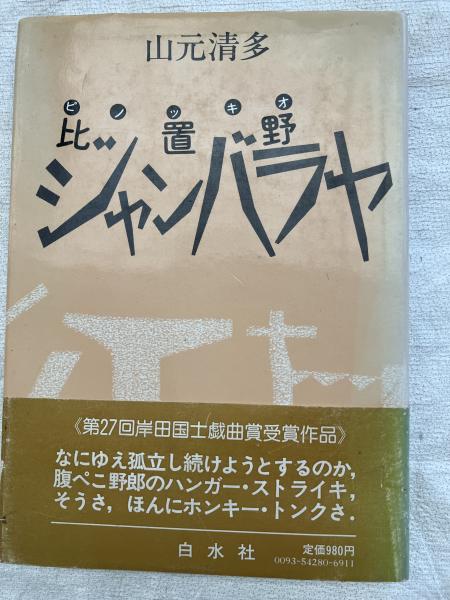 山元清多
ピノッキオ
比置野
ジャンバラヤ
《第27回岸田国士戯曲賞受賞作品》
なにゆえ孤立し続けようとするのか,
腹ぺこ野郎のハンガー・ストライキ,
そうさ,ほんにホンキー・トンクさ.
白水社 定価980円
0093-54280-6911